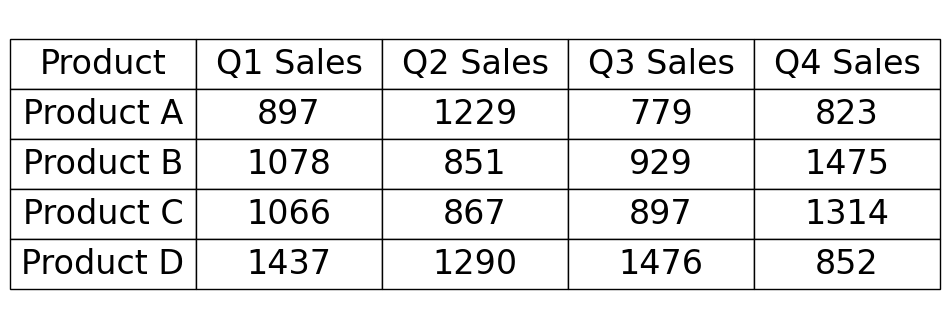 Product Q1 Sales Q2 Sales Q3 Sales Q4 Sales
Product A 897 1229 779 823
Product B 1078 851 929 1475
Product C 1066 867 897 1314
Product D 1437 1290 1476 852